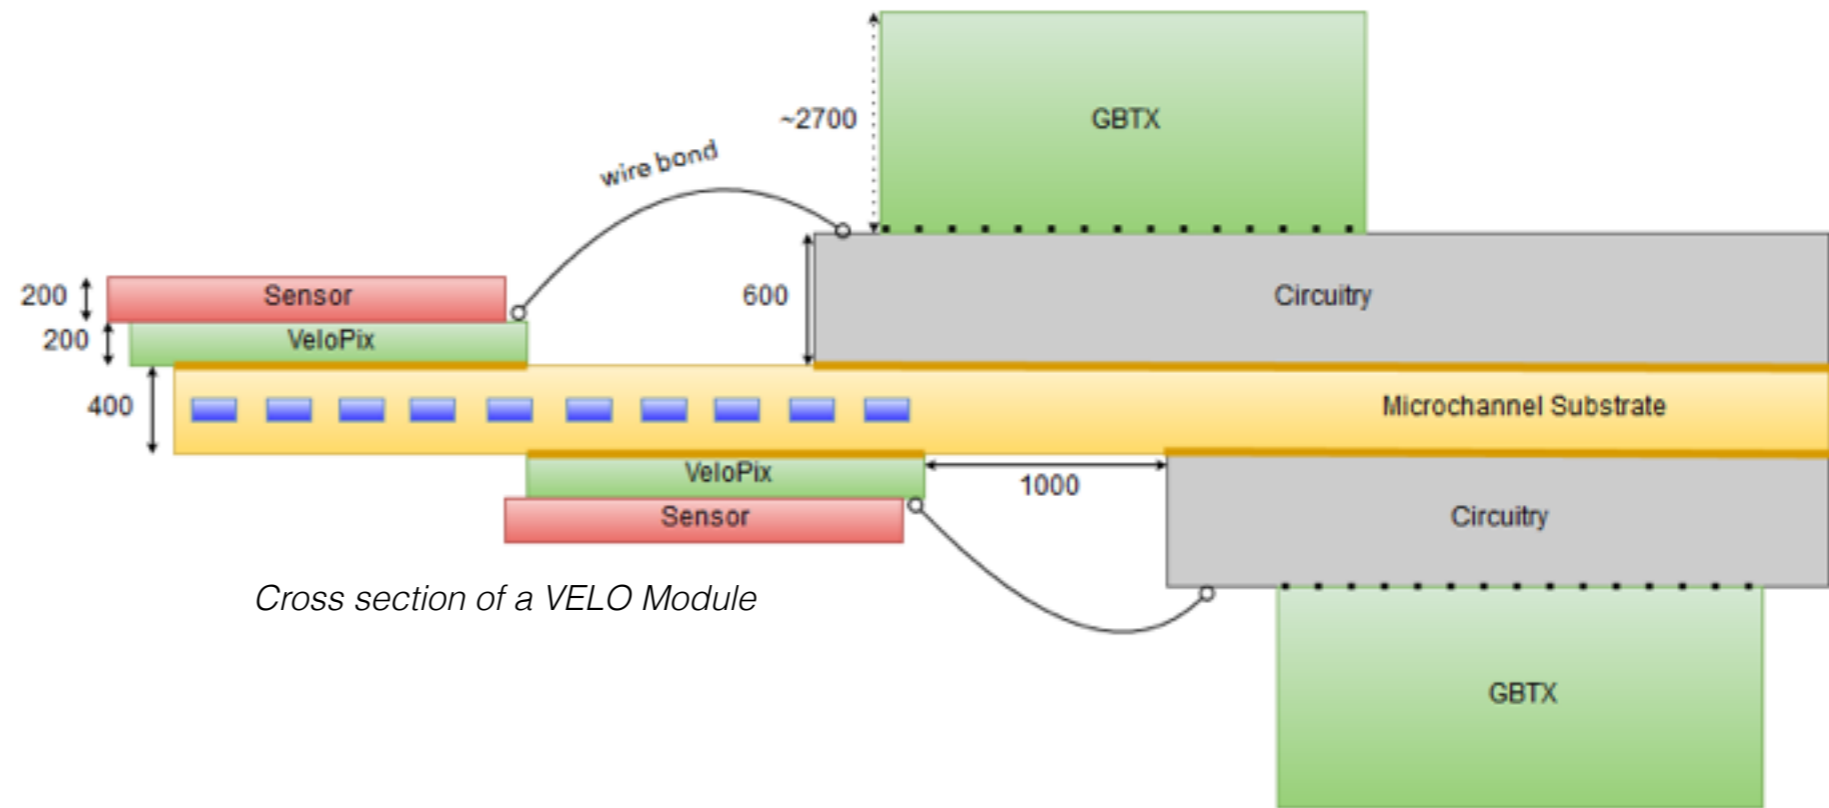 ~2700
GBTX
wire bond
200
Sensor
600
Circuitry
200
VeloPix
400
Microchannel Substrate
VeloPix
1000
Sensor
Circuitry
Cross section of a VELO Module
GBTX